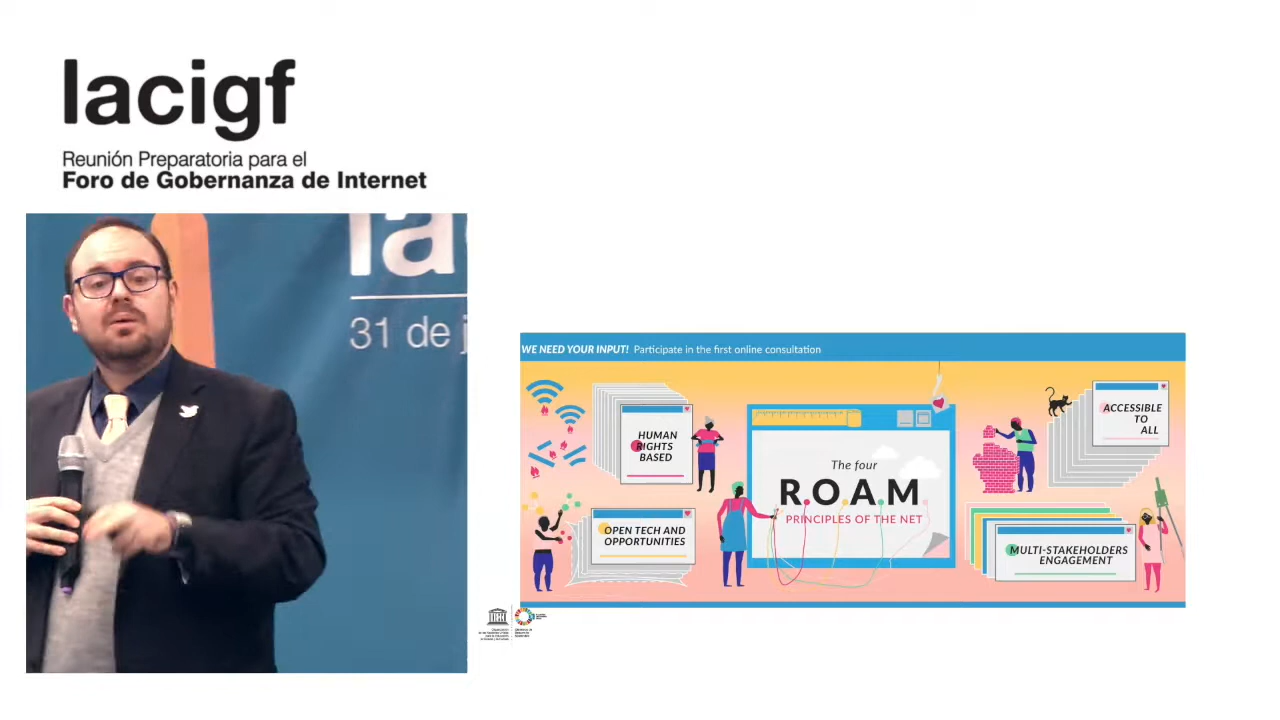 lacigf
Reunión Preparatoria para el
Foro de Gobernanza de Internet
la
31 de j
WE NEED YOUR INPUT! Participate in the first online consultation
HUMAN
RIGHTS
BASED
ACCESSIBLE
TO
ALL
The four
R.O.A.M
PRINCIPLES OF THE NET
OPEN TECH AND
OPPORTUNITIES
MULTI-STAKEHOLDERS
ENGAGEMENT